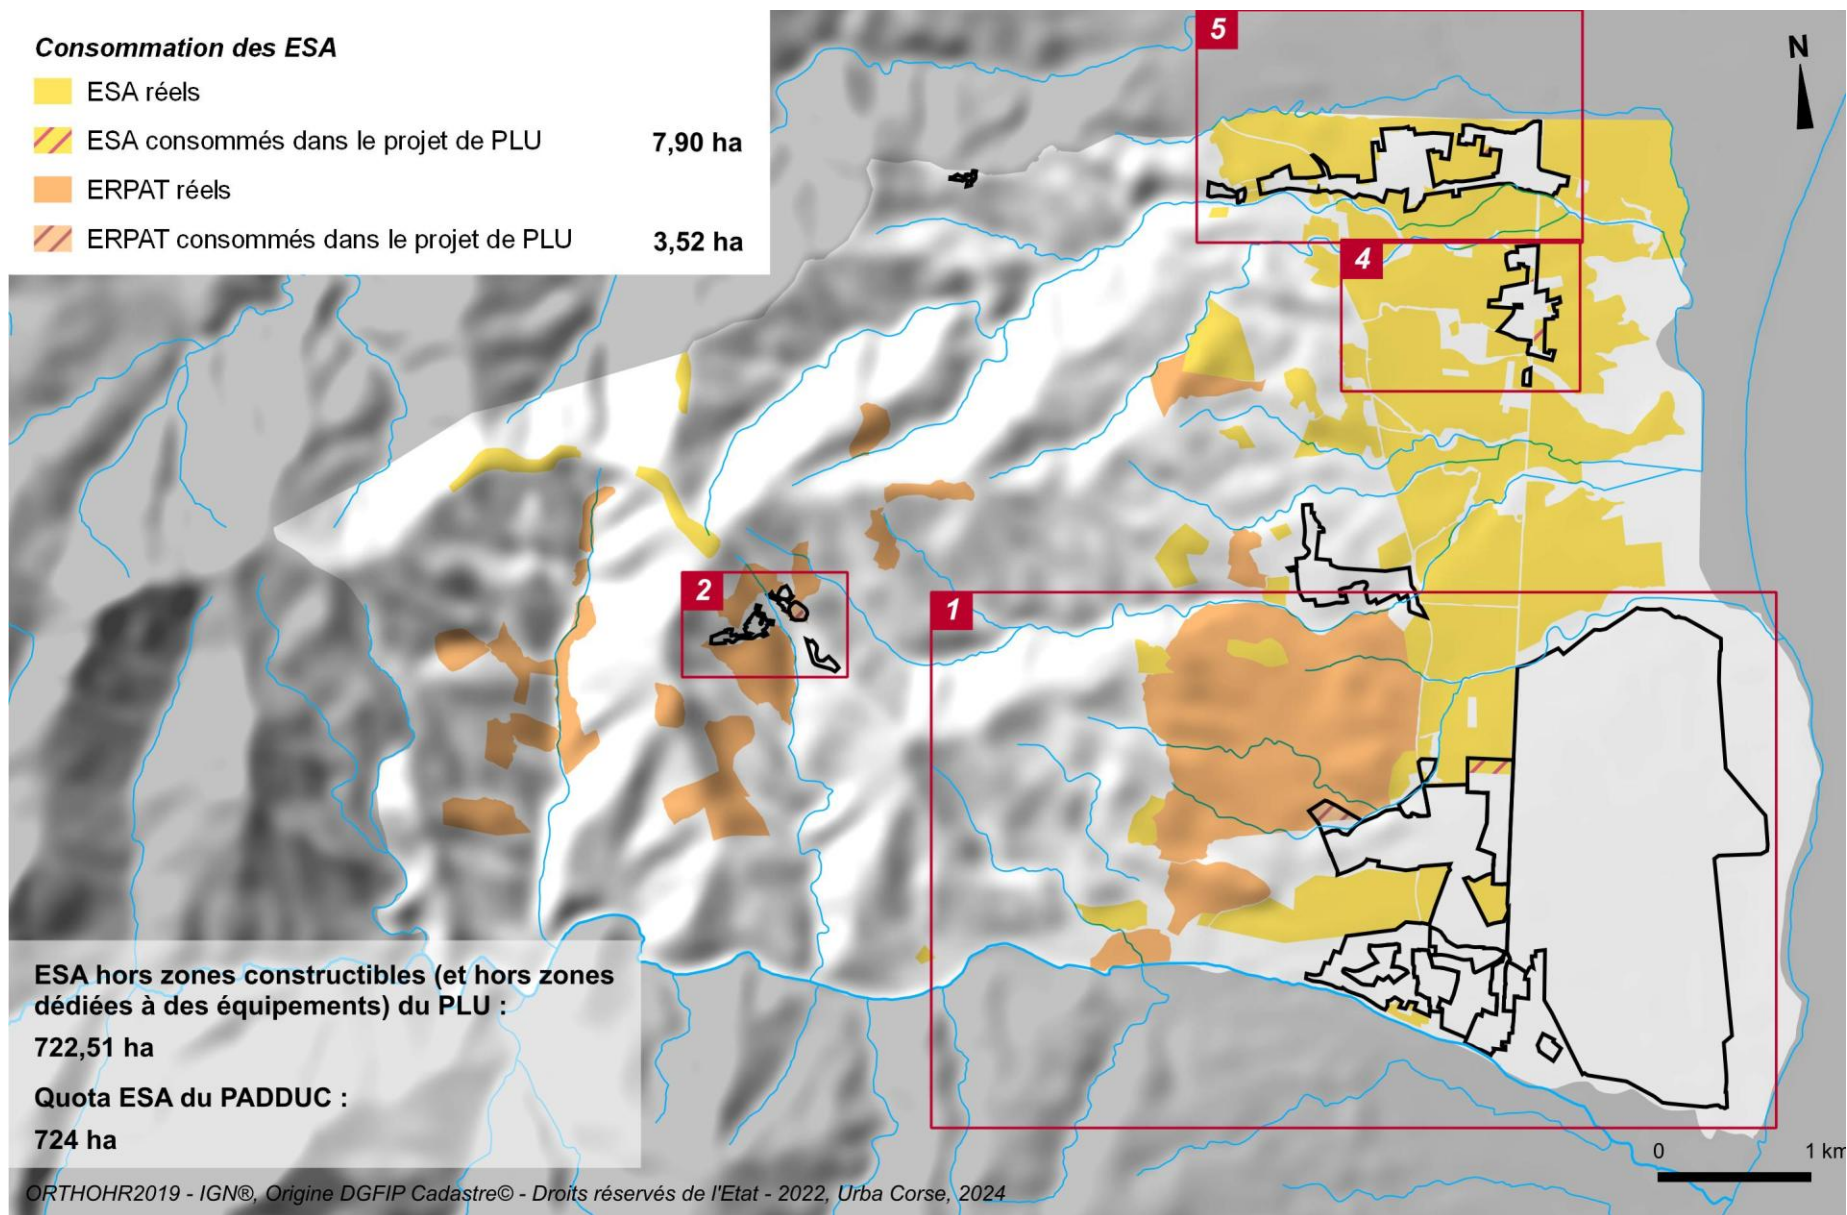 Consommation des ESA
ESA réels
ESA consommés dans le projet de PLU 7,90 ha
ERPAT réels
ERPAT consommés dans le projet de PLU 3,52 ha
5
N
4
2
1
ESA hors zones constructibles (et hors zones
dédiées à des équipements) du PLU :
722,51 ha
Quota ESA du PADDUC :
724 ha
0 1 km
ORTHOHR2019 - IGN®, Origine DGFIP Cadastre© - Droits réservés de l'Etat - 2022, Urba Corse, 2024